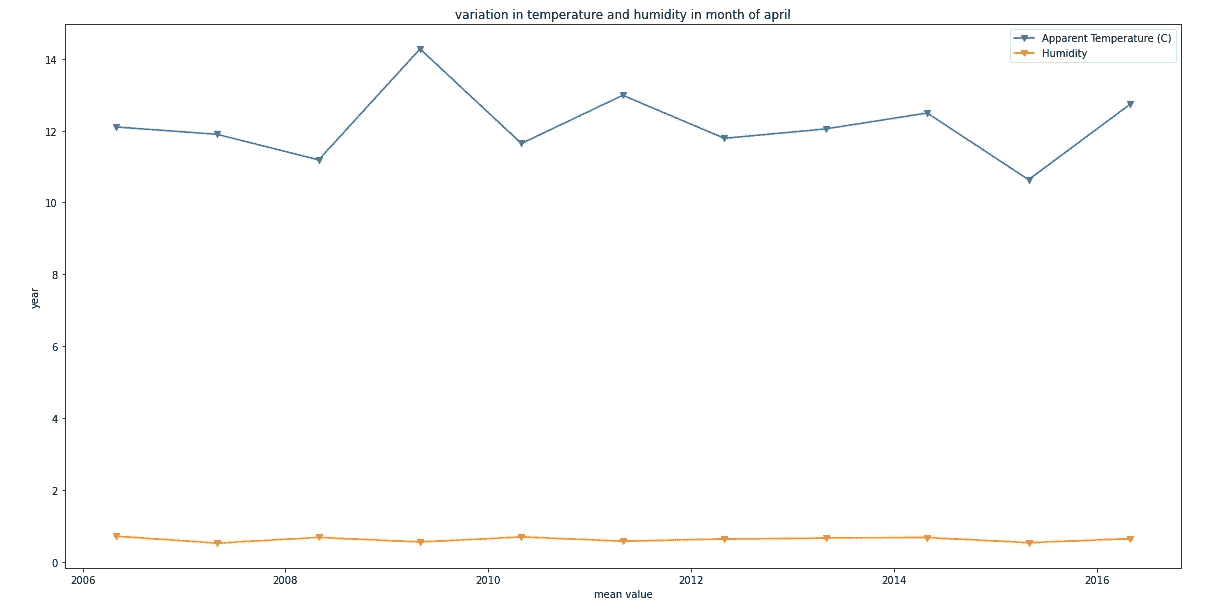 variation in temperature and humidity in month of april
Apparent Temperature (C)
Humidity
14
12
10
8
6
4
2
0
year
2006 2008 2010 2012 2014 2016
mean value